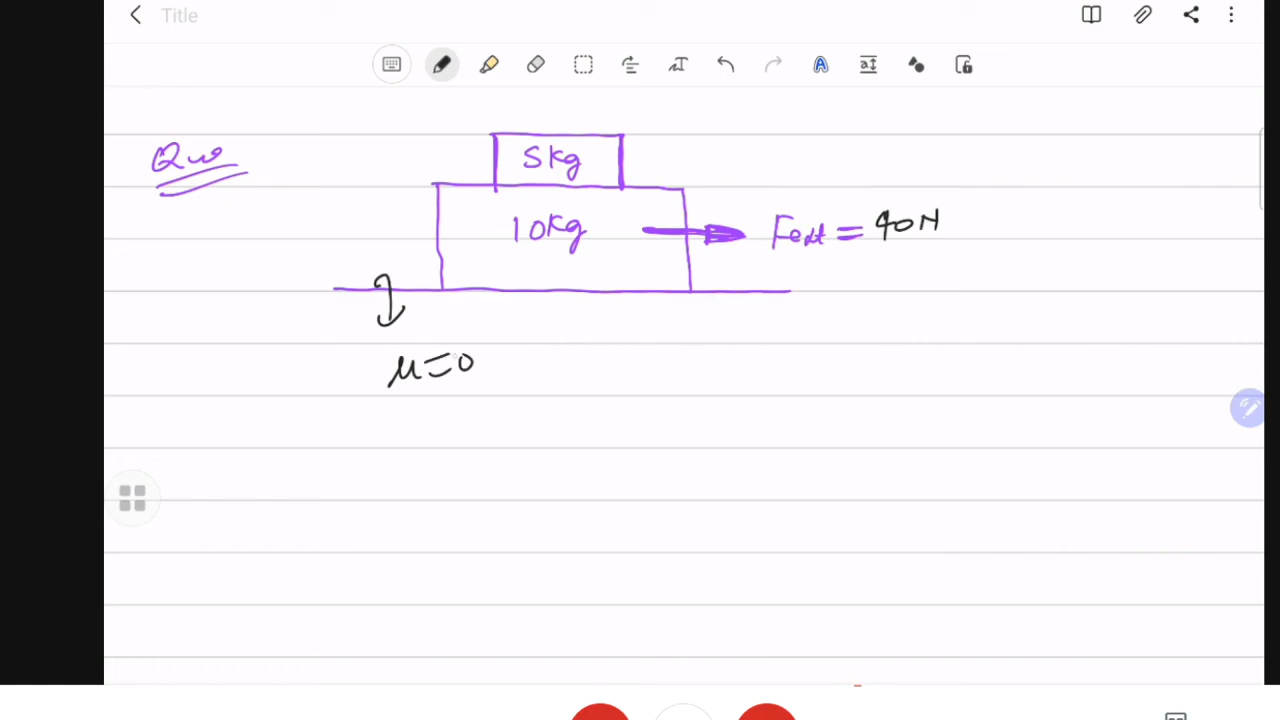 Title
Que
5kg
10kg
Fext = 40N
μ=0